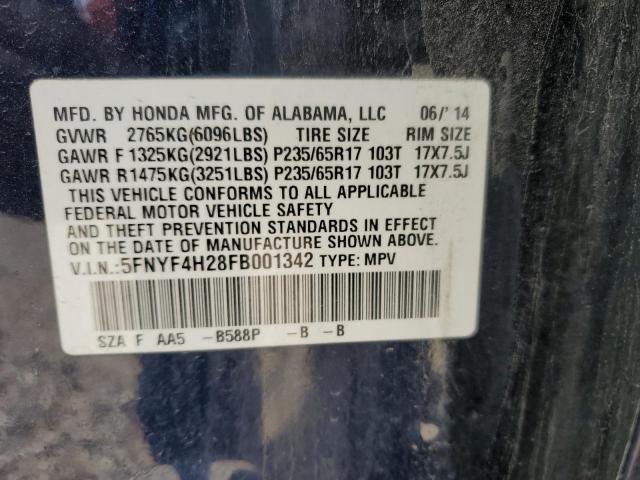 MFD. BY HONDA MFG. OF ALABAMA, LLC 06/'14
GVWR 2765KG(6096LBS) TIRE SIZE RIM SIZE
GAWR F 1325KG(2921LBS) P235/65R17 103T 17X7.5J
GAWR R1475KG(3251LBS) P235/65R17 103T 17X7.5J
THIS VEHICLE CONFORMS TO ALL APPLICABLE
FEDERAL MOTOR VEHICLE SAFETY
AND THEFT PREVENTION STANDARDS IN EFFECT
ON THE DATE OF MANUFACTURE SHOWN ABOVE.
V.I.N.:5FNYF4H28FB001342 TYPE: MPV
SZA F AA5 -B588P -B -B